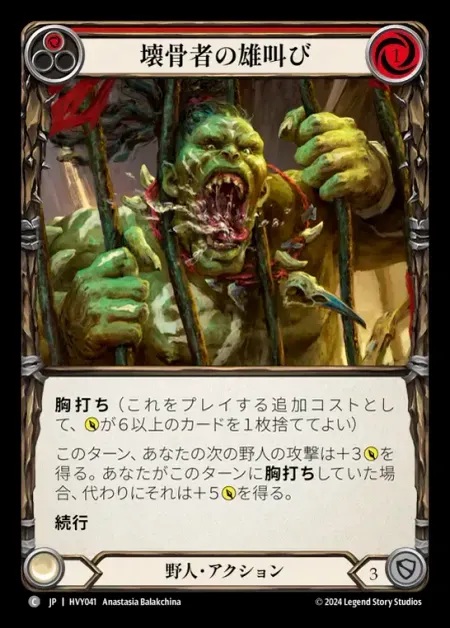 壊骨者の雄叫び
1
胸打ち（これをプレイする追加コストとし
て、が６以上のカードを１枚捨ててよい）
このターン、あなたの次の野人の攻撃は＋３を
得る。あなたがこのターンに胸打ちしていた場
合、代わりにそれは＋５を得る。
続行
野人・アクション
3
C JP | HVY041 Anastasia Balakchina
© 2024 Legend Story Studios